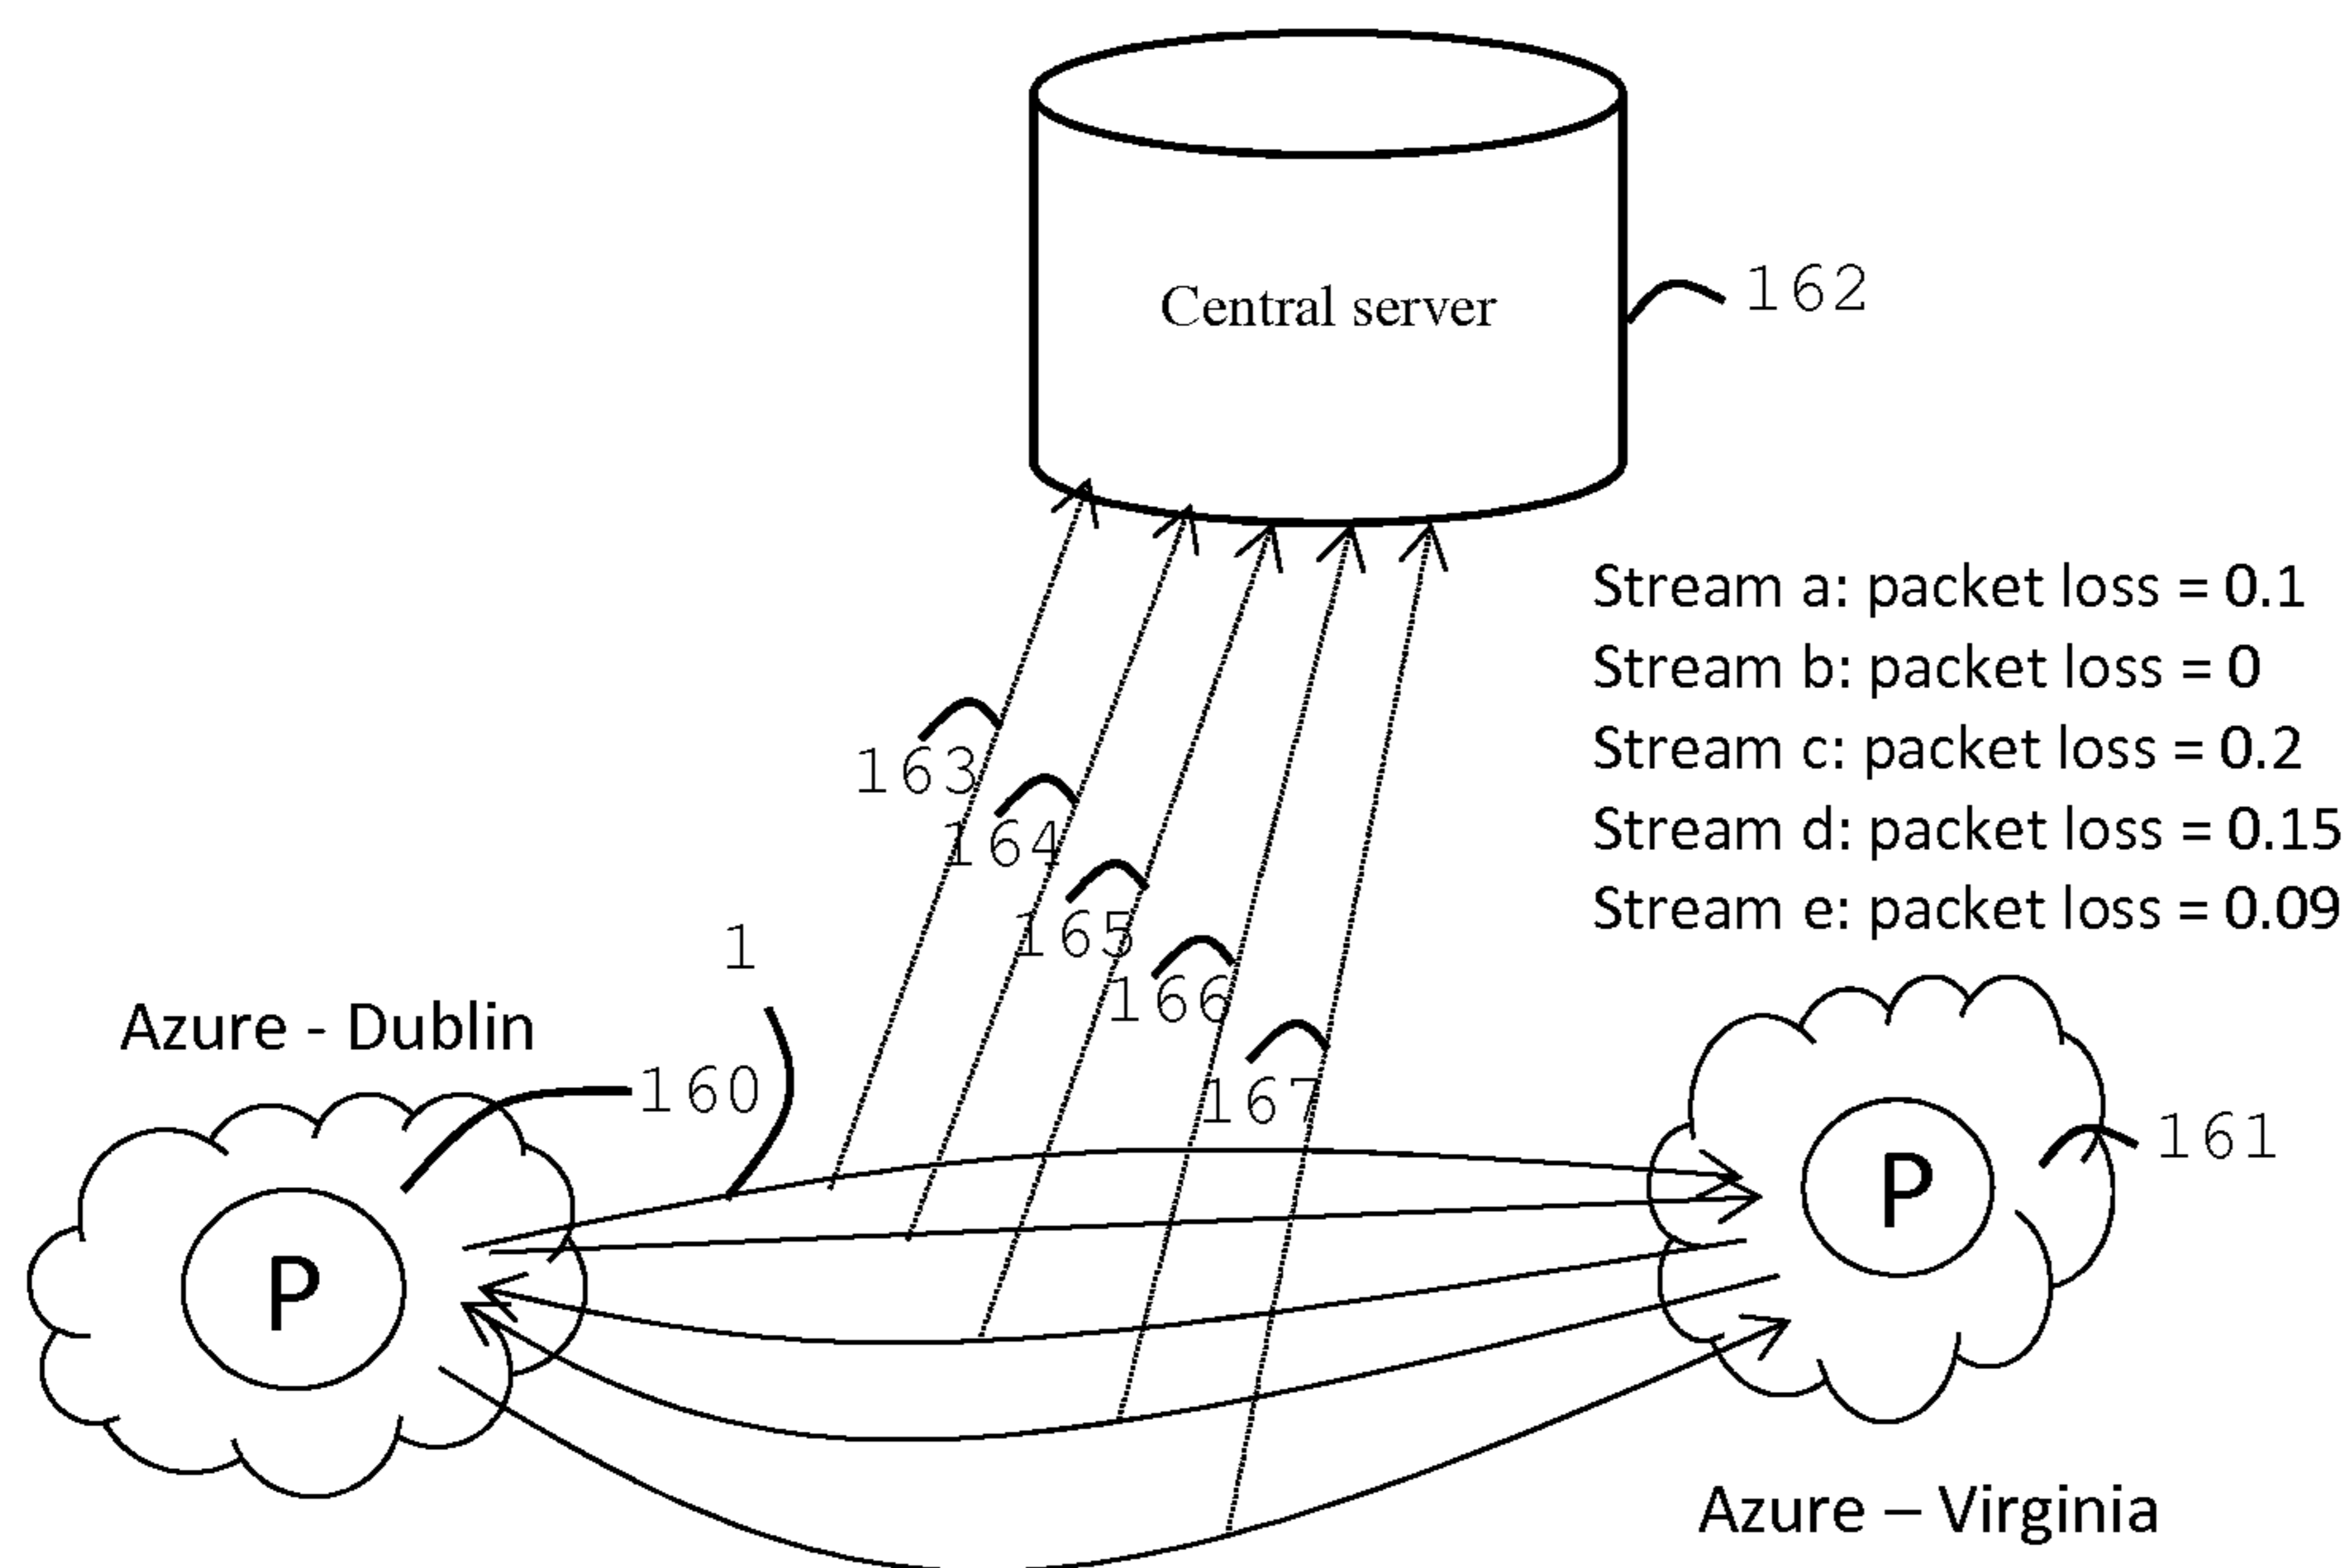 Central server
162
Stream a: packet loss = 0.1
Stream b: packet loss = 0
Stream c: packet loss = 0.2
Stream d: packet loss = 0.15
Stream e: packet loss = 0.09
163
164
165
166
167
1
Azure - Dublin
160
P
161
P
Azure – Virginia